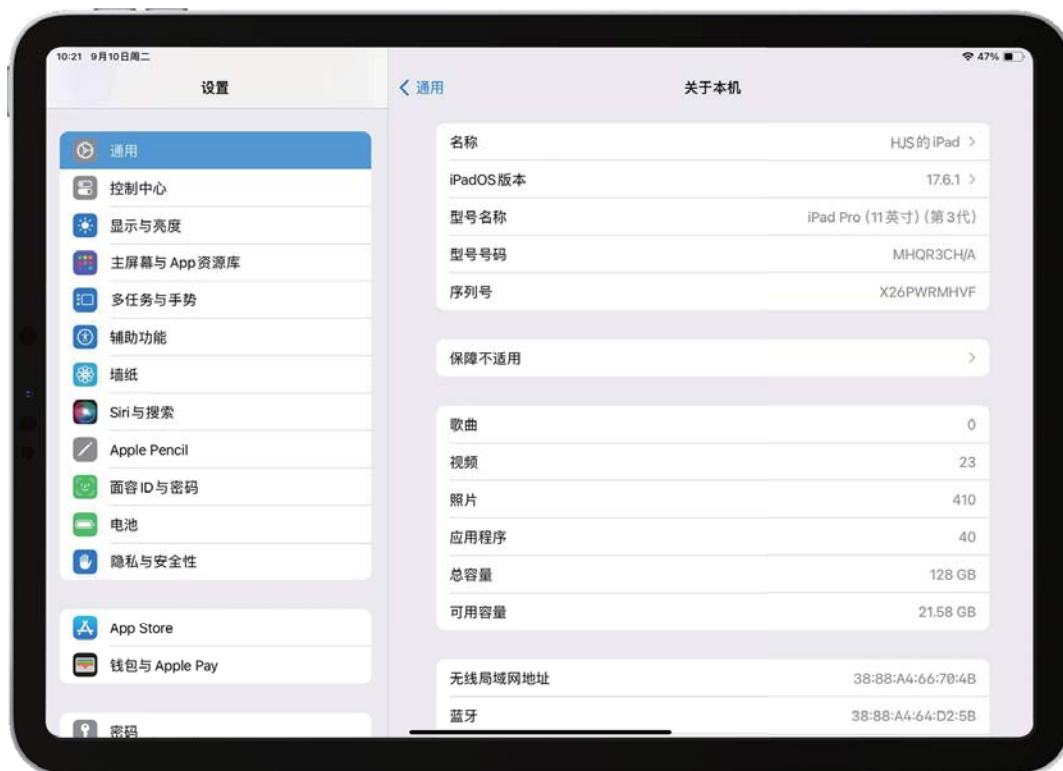 10:21 9月10日周二
47%
设置
通用
控制中心
显示与亮度
主屏幕与 App 资源库
多任务与手势
辅助功能
墙纸
Siri 与搜索
Apple Pencil
面容 ID 与密码
电池
隐私与安全性
App Store
钱包与 Apple Pay
密码
通用
关于本机
名称 HJS 的 iPad
iPadOS 版本 17.6.1
型号名称 iPad Pro (11 英寸) (第 3 代)
型号号码 MHQR3CH/A
序列号 X26PWRMHVF
保障不适用
歌曲 0
视频 23
照片 410
应用程序 40
总容量 128 GB
可用容量 21.58 GB
无线局域网地址 38:88:A4:66:70:4B
蓝牙 38:88:A4:64:D2:5B